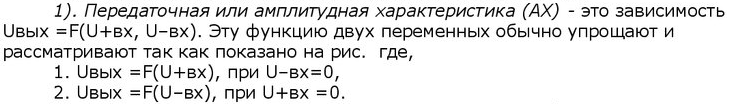 1). Передаточная или амплитудная характеристика (АХ) - это зависимость
Uвых =F(U+вх, U–вх). Эту функцию двух переменных обычно упрощают и
рассматривают так как показано на рис. где,
1. Uвых =F(U+вх), при U–вх=0,
2. Uвых =F(U–вх), при U+вх =0.